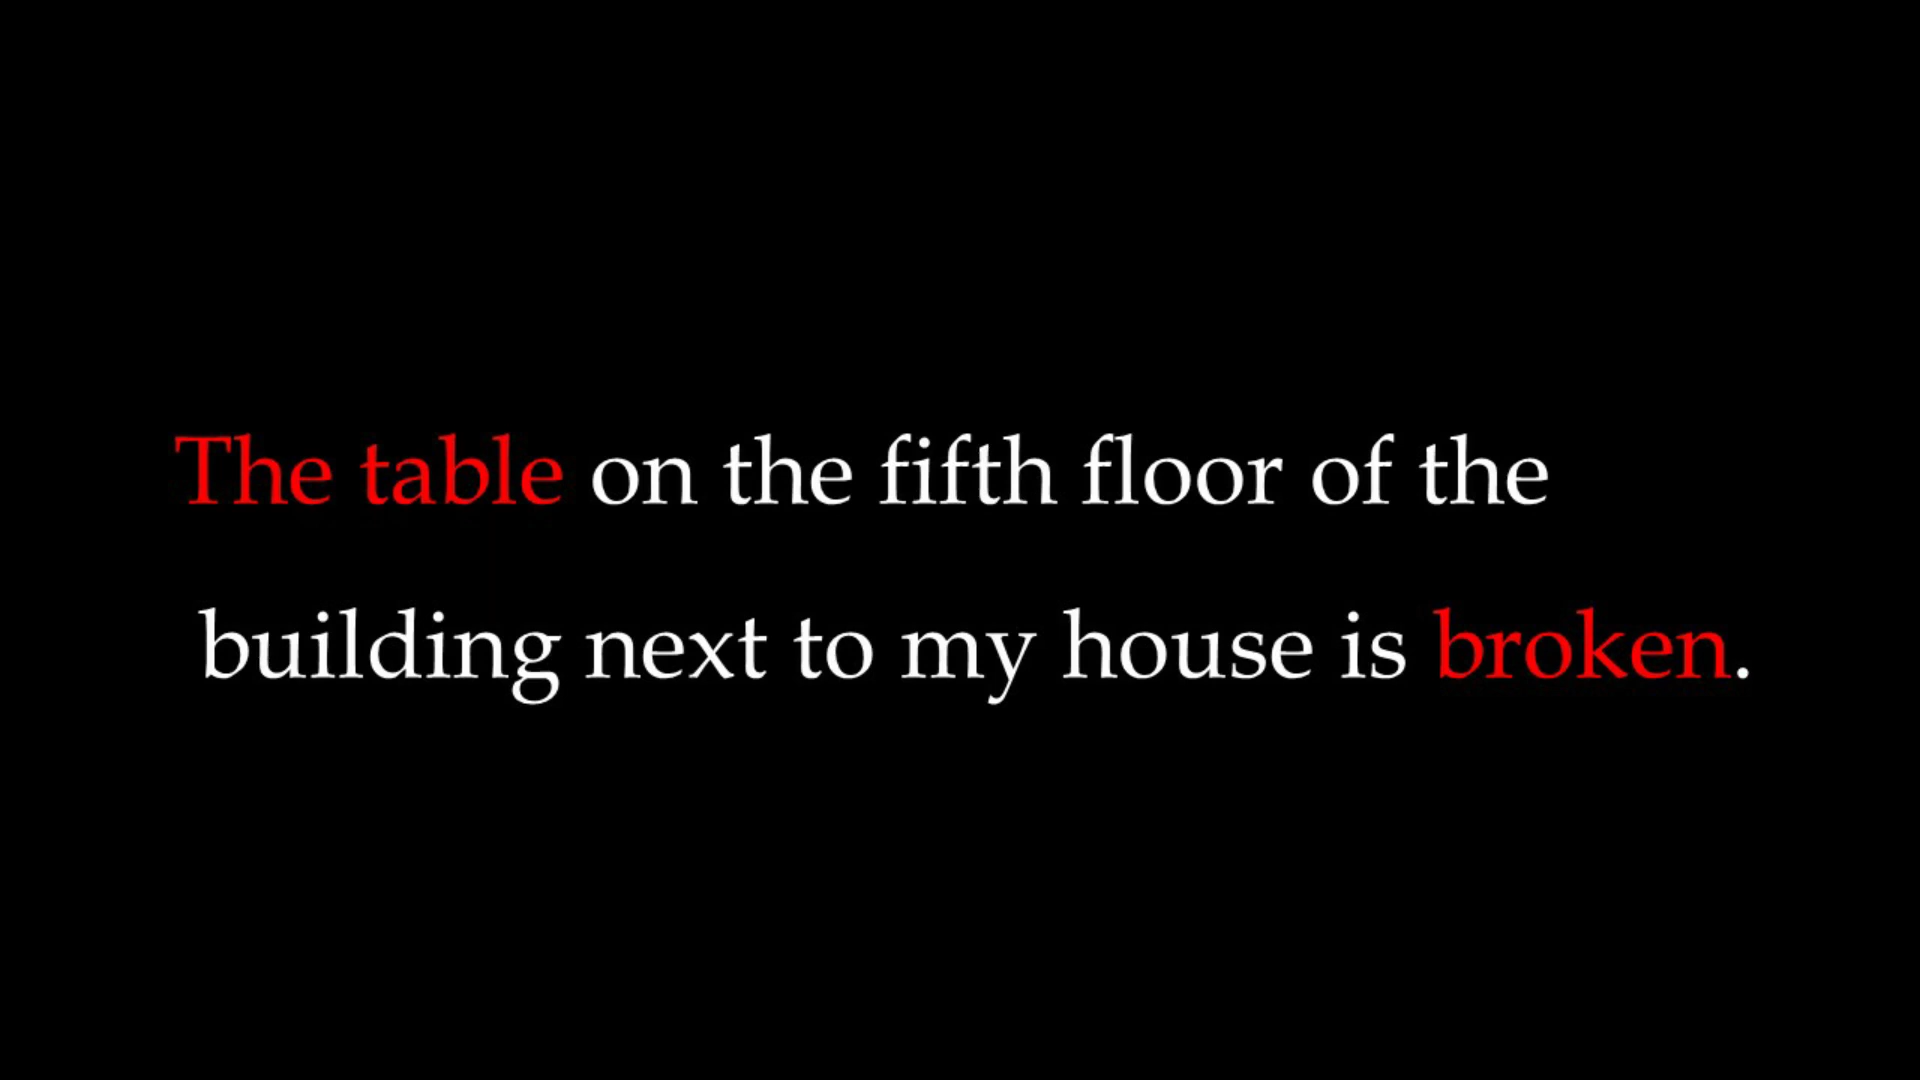 The table on the fifth floor of the
building next to my house is broken.